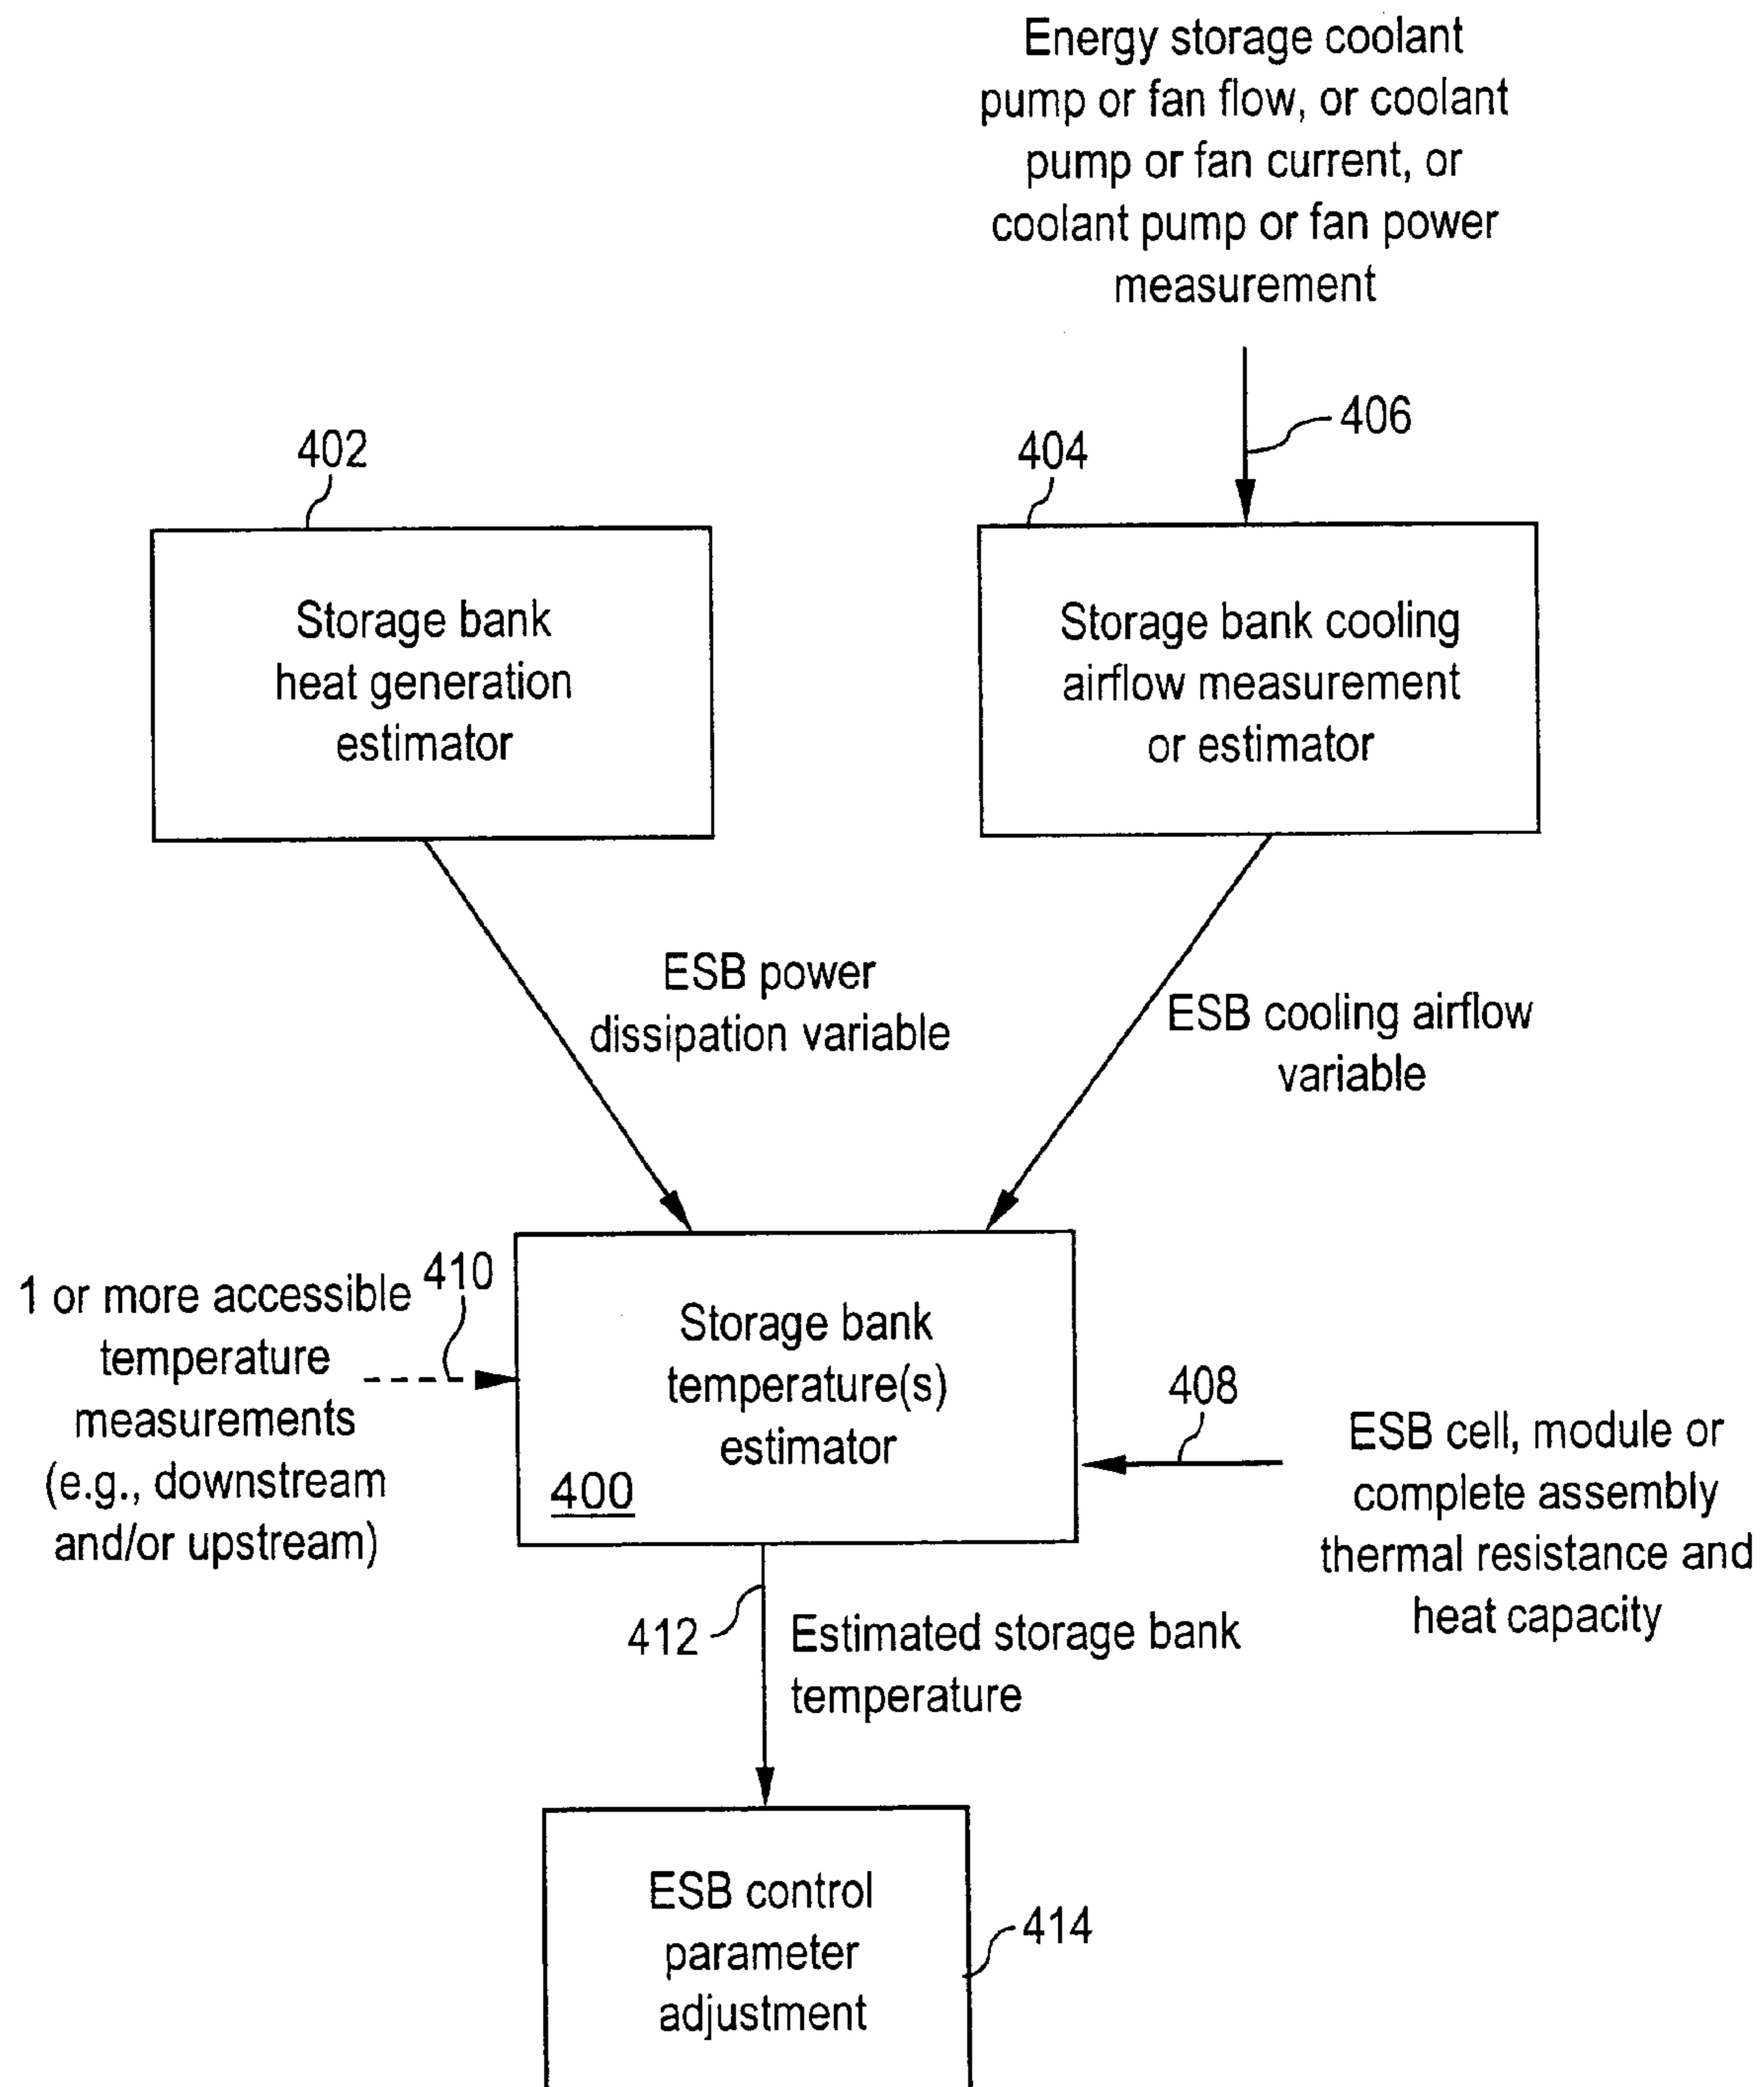 Energy storage coolant
pump or fan flow, or coolant
pump or fan current, or
coolant pump or fan power
measurement
406
402
404
Storage bank
heat generation
estimator
Storage bank cooling
airflow measurement
or estimator
ESB power
dissipation variable
ESB cooling airflow
variable
1 or more accessible
temperature
measurements
(e.g., downstream
and/or upstream)
410
Storage bank
temperature(s)
estimator
400
408
ESB cell, module or
complete assembly
thermal resistance and
heat capacity
412
Estimated storage bank
temperature
ESB control
parameter
adjustment
414